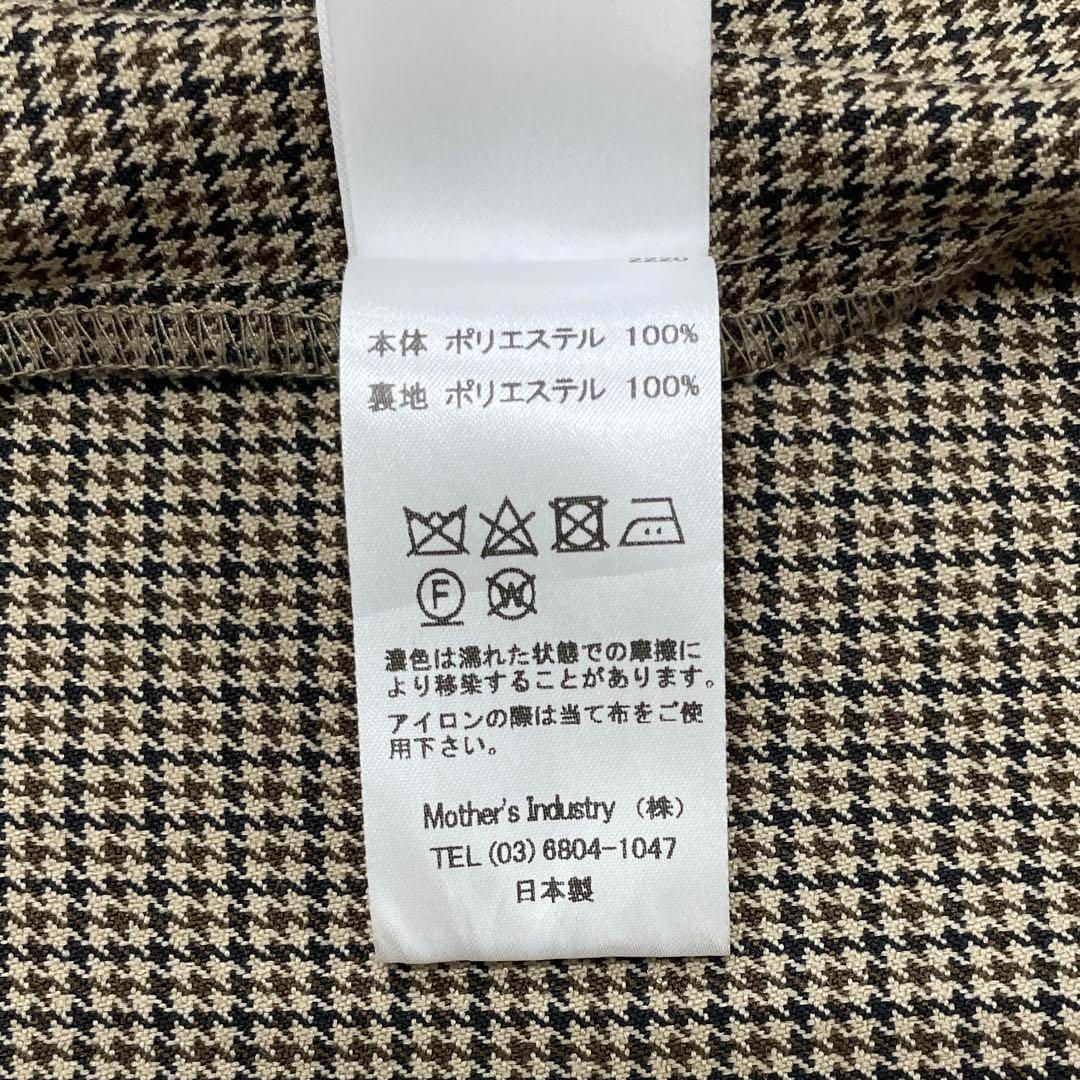 本体 ポリエステル 100%
裏地 ポリエステル 100%
F W
濃色は濡れた状態での摩擦に
より移染することがあります。
アイロンの際は当て布をご使
用下さい。
Mother's Industry (株)
TEL(03)6804-1047
日本製